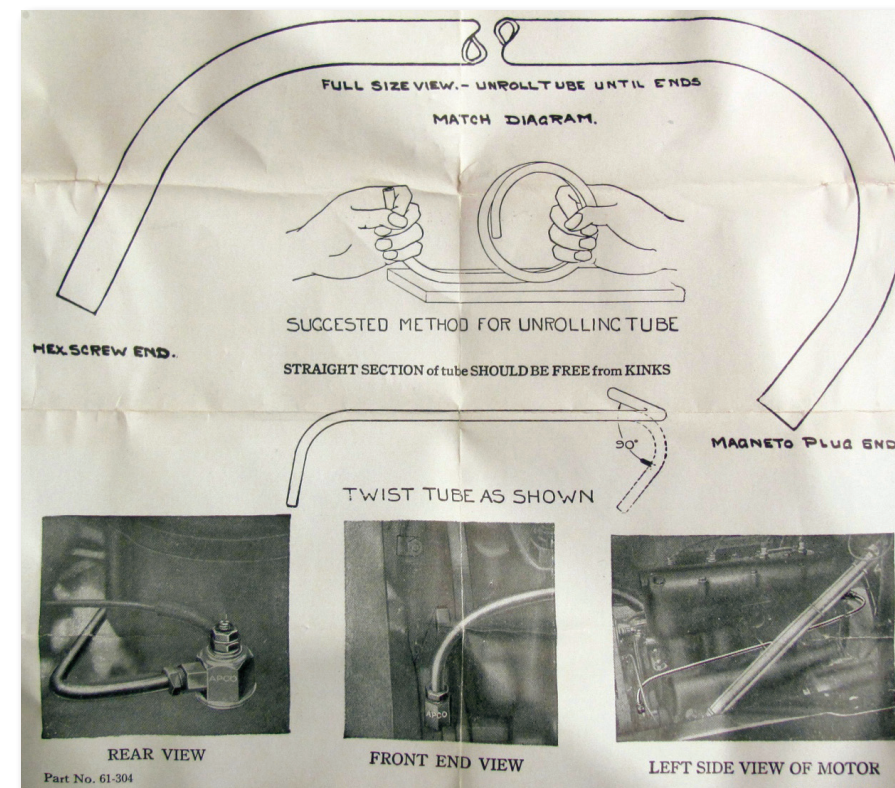 FULL SIZE VIEW.- UNROLL TUBE UNTIL ENDS
MATCH DIAGRAM.
SUGGESTED METHOD FOR UNROLLING TUBE
HEX SCREW END.
STRAIGHT SECTION of tube SHOULD BE FREE from KINKS
90°
MAGNETO PLUG END
TWIST TUBE AS SHOWN
APCO
APCO
REAR VIEW
FRONT END VIEW
LEFT SIDE VIEW OF MOTOR
Part No. 61-304